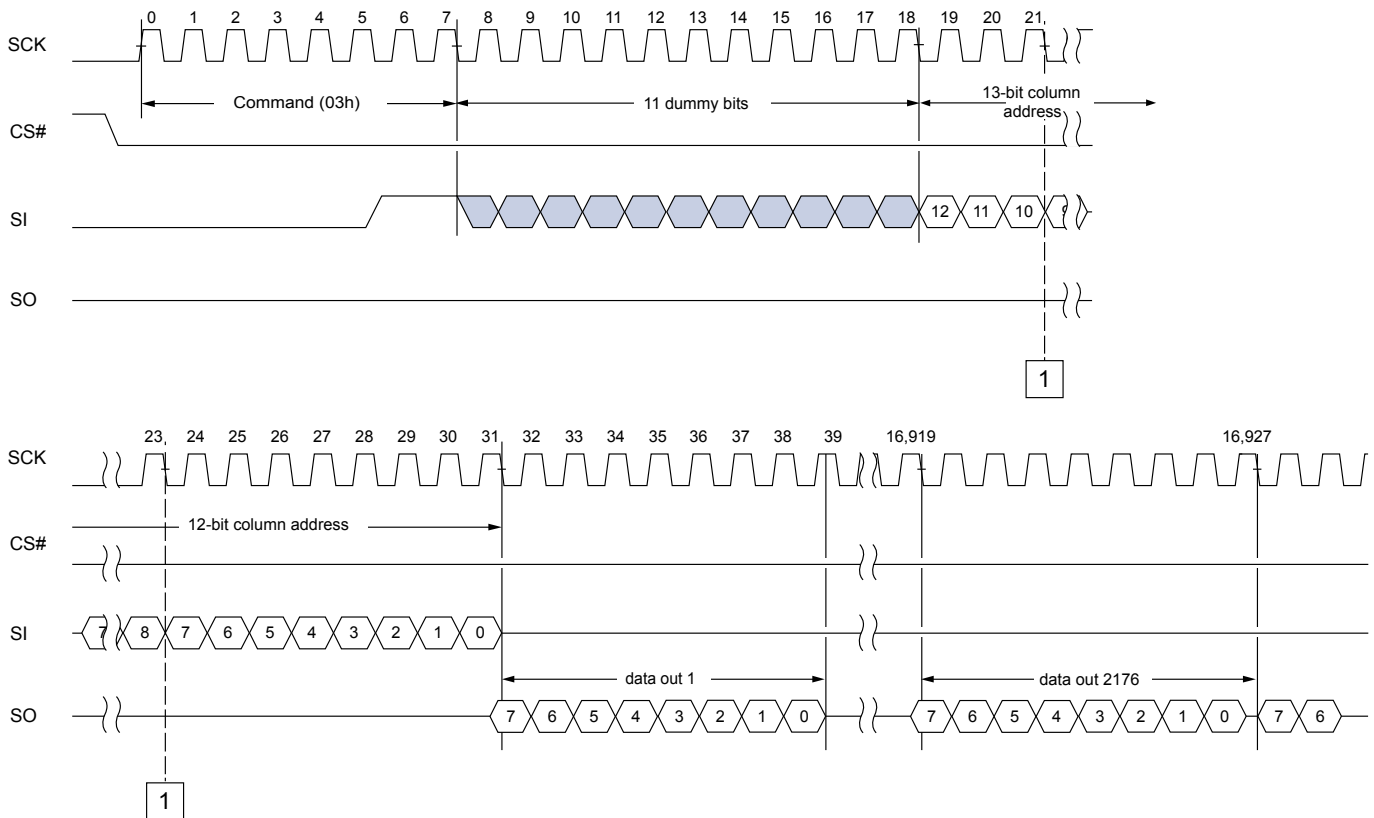 0 1 2 3 4 5 6 7 8 9 10 11 12 13 14 15 16 17 18 19 20 21
SCK
Command (03h) 11 dummy bits 13-bit column
address
CS#
SI 12 11 10 9
SO
1
23 24 25 26 27 28 29 30 31 32 33 34 35 36 37 38 39 16,919 16,927
SCK
12-bit column address
CS#
SI 7 8 7 6 5 4 3 2 1 0
data out 1 data out 2176
SO 7 6 5 4 3 2 1 0 7 6 5 4 3 2 1 0 7 6
1